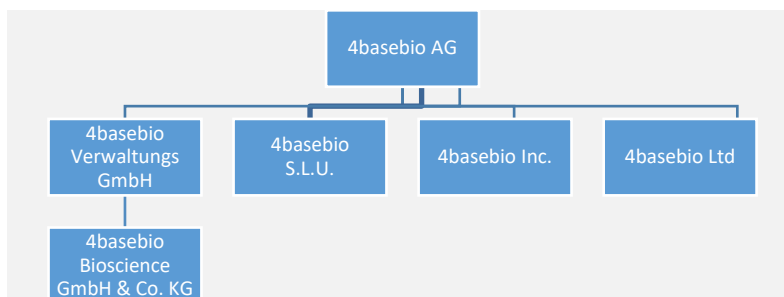 4basebio AG
4basebio
Verwaltungs
GmbH
4basebio
S.L.U.
4basebio Inc.
4basebio Ltd
4basebio
Bioscience
GmbH & Co. KG